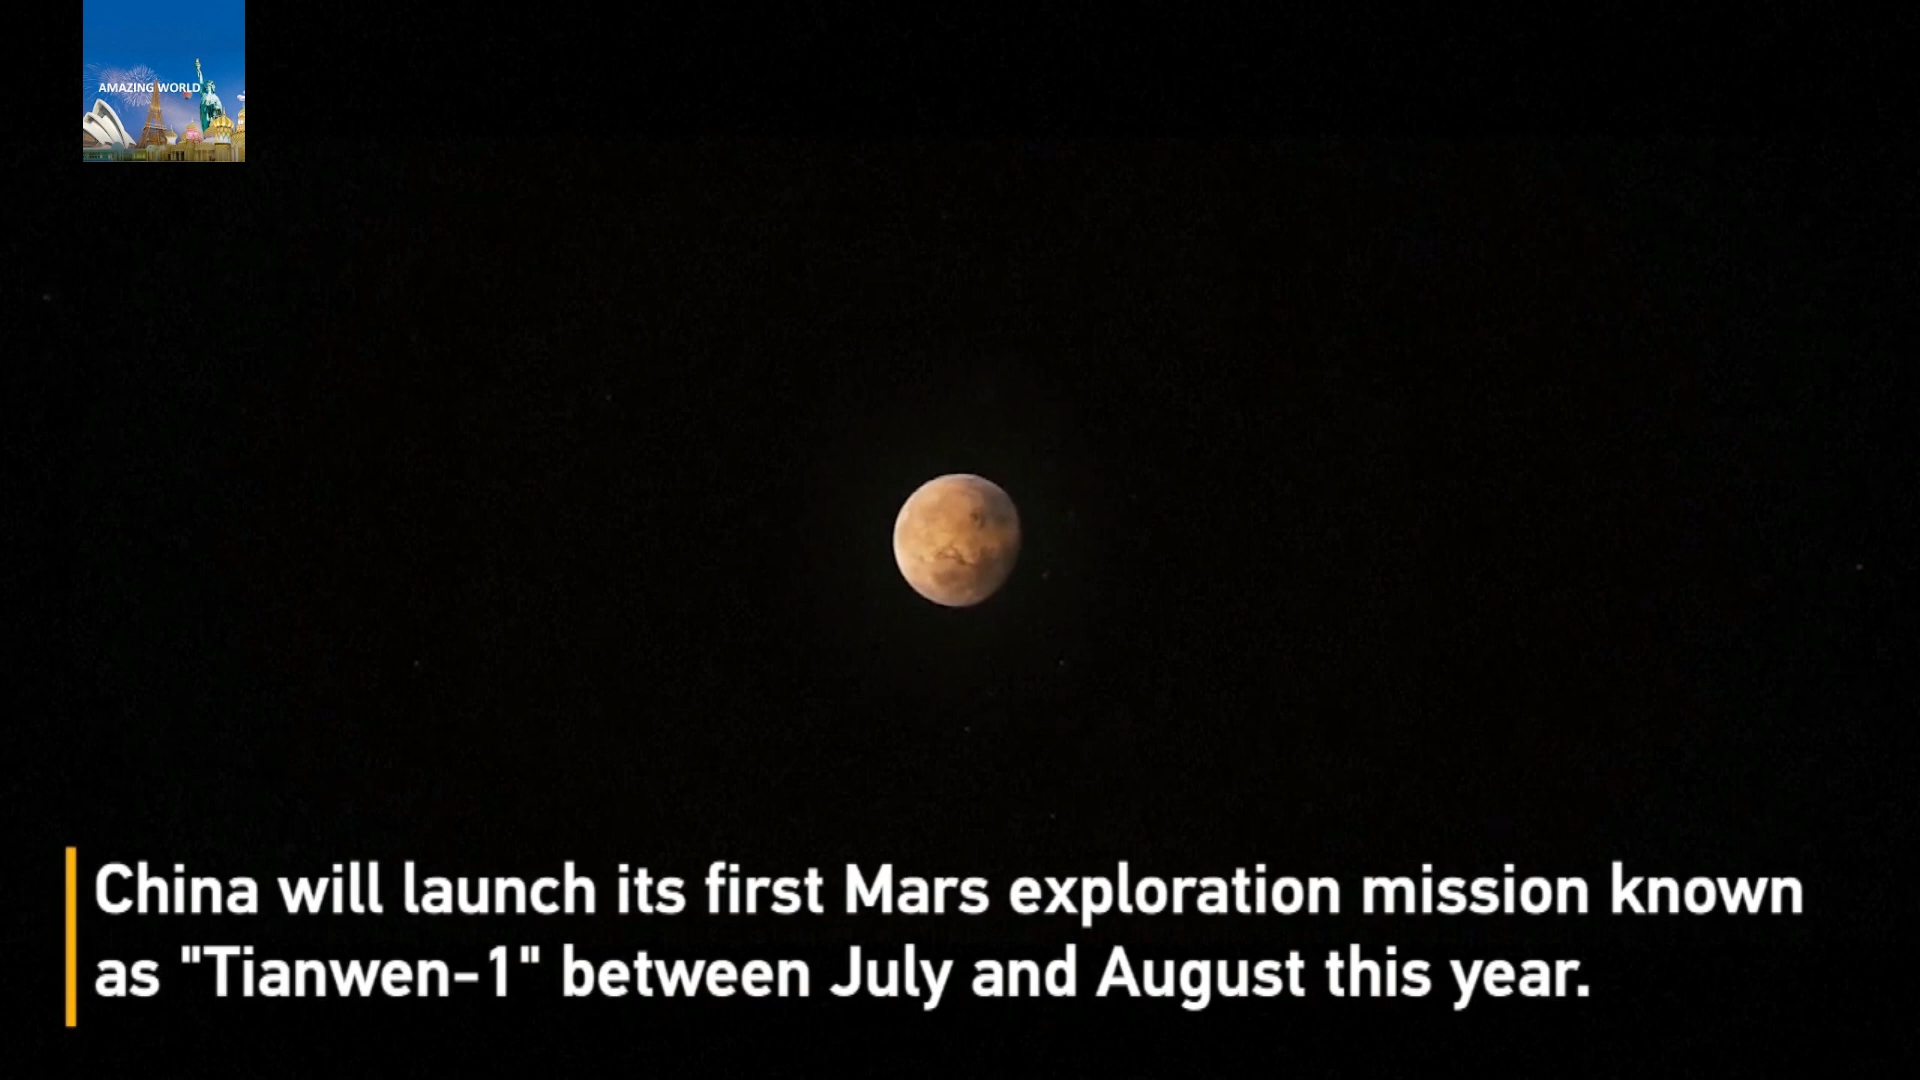 AMAZING WORLD
China will launch its first Mars exploration mission known
as "Tianwen-1" between July and August this year.